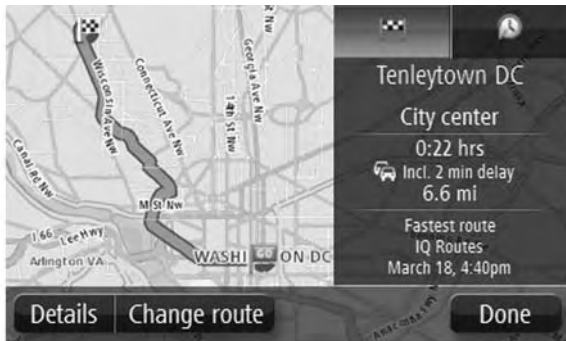 Wisconsin Ave Nw
Connecticut Ave Nw
Georgia Ave Nw
t Nw
14th St Nw
Canal Rd Nw
M St Nw
I 66
Lee Hwy
Arlington VA
WASHI ON DC
Tenleytown DC
City center
0:22 hrs
Incl. 2 min delay
6.6 mi
Fastest route
IQ Routes
March 18, 4:40pm
Details
Change route
Done